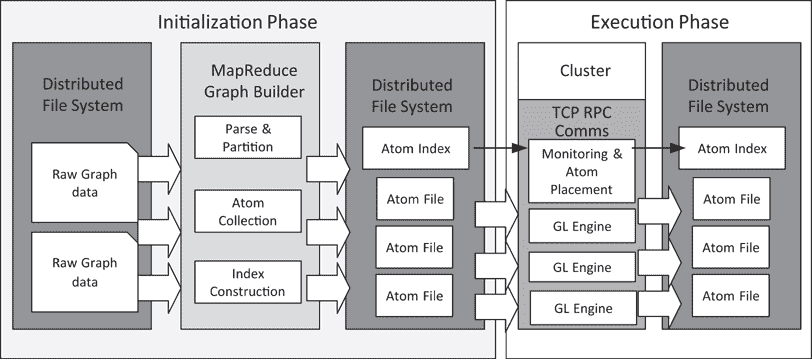 Initialization Phase
Distributed
File System
Raw Graph
data
Raw Graph
data
MapReduce
Graph Builder
Parse &
Partition
Atom
Collection
Index
Construction
Distributed
File System
Atom Index
Atom File
Atom File
Atom File
Execution Phase
Cluster
TCP RPC
Comms
Monitoring &
Atom
Placement
GL Engine
GL Engine
GL Engine
Distributed
File System
Atom Index
Atom File
Atom File
Atom File